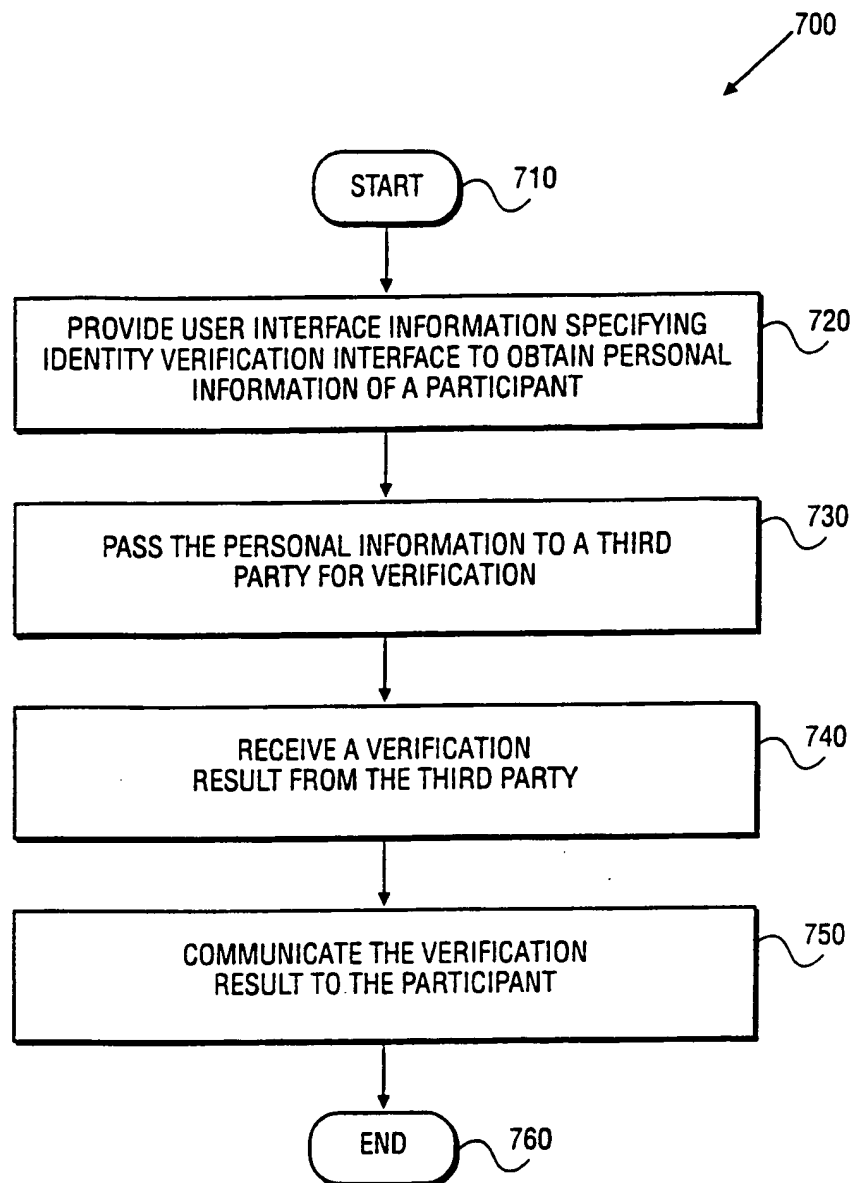 700
START
710
PROVIDE USER INTERFACE INFORMATION SPECIFYING
IDENTITY VERIFICATION INTERFACE TO OBTAIN PERSONAL
INFORMATION OF A PARTICIPANT
720
PASS THE PERSONAL INFORMATION TO A THIRD
PARTY FOR VERIFICATION
730
RECEIVE A VERIFICATION
RESULT FROM THE THIRD PARTY
740
COMMUNICATE THE VERIFICATION
RESULT TO THE PARTICIPANT
750
END
760